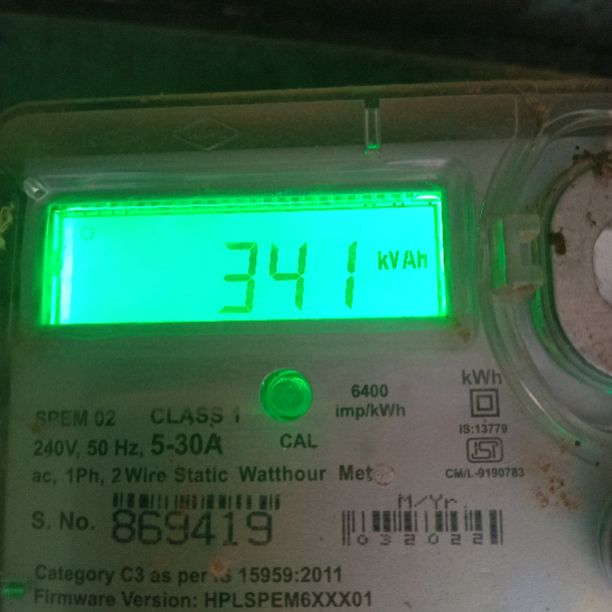 341 kVAh
6400
imp/kWh
kWh
IS:13779
ISI
CM/L-9190783
SPEM 02 CLASS 1
240V, 50 Hz, 5-30A CAL
ac, 1Ph, 2 Wire Static Watthour
S. No. 869419
M/Yr
032022
Category C3 as per IS 15959:2011
Firmware Version: HPLSPEM6XXX01